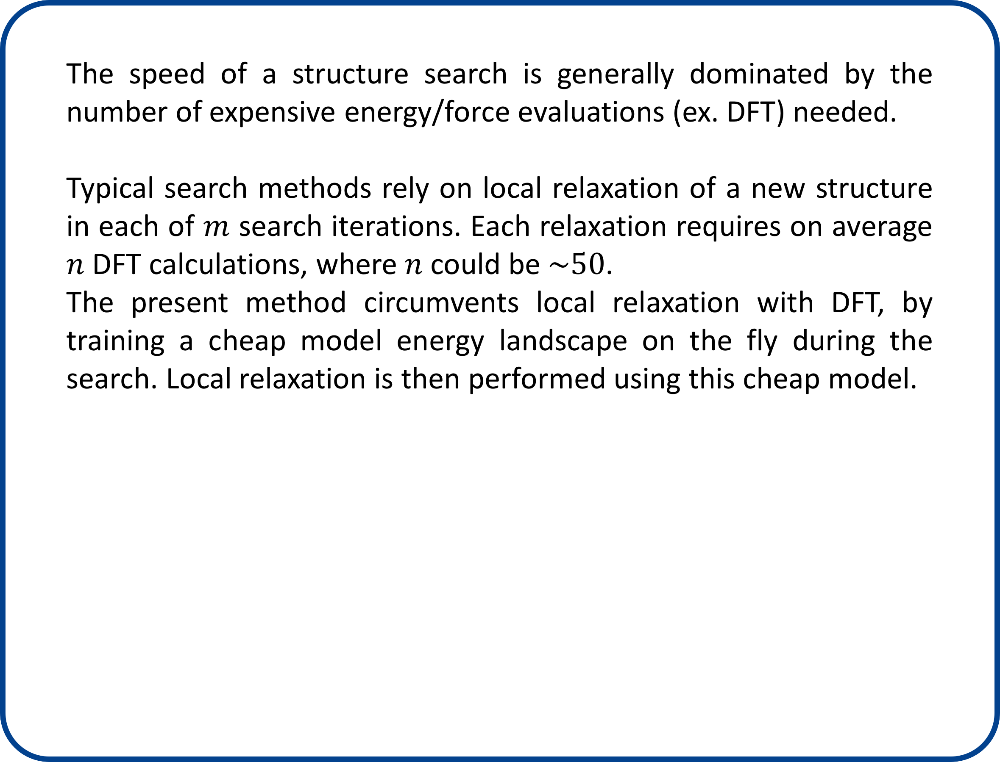 The speed of a structure search is generally dominated by the
number of expensive energy/force evaluations (ex. DFT) needed.
Typical search methods rely on local relaxation of a new structure
in each of m search iterations. Each relaxation requires on average
n DFT calculations, where n could be ~50.
The present method circumvents local relaxation with DFT, by
training a cheap model energy landscape on the fly during the
search. Local relaxation is then performed using this cheap model.